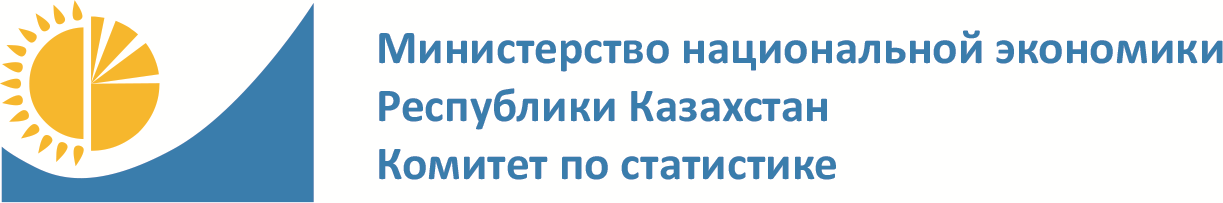 Министерство национальной экономики
Республики Казахстан
Комитет по статистике